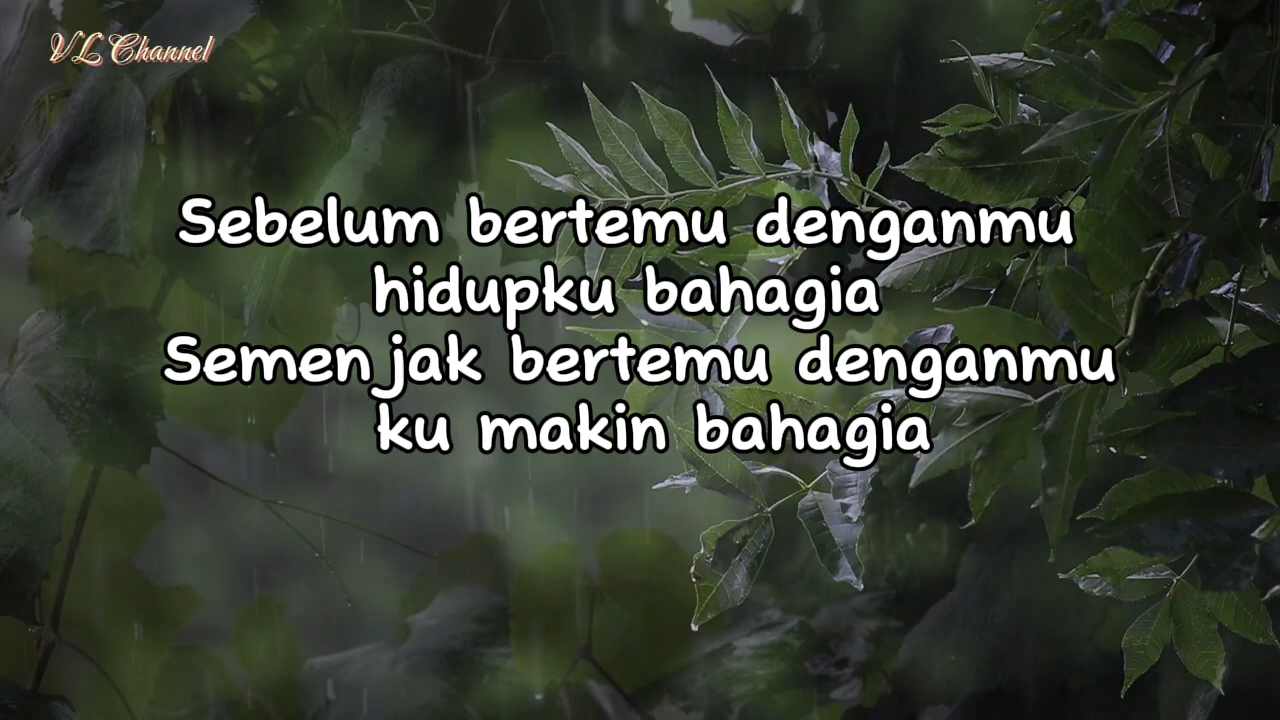 VL Channel
Sebelum bertemu denganmu
hidupku bahagia
Semenjak bertemu denganmu
ku makin bahagia